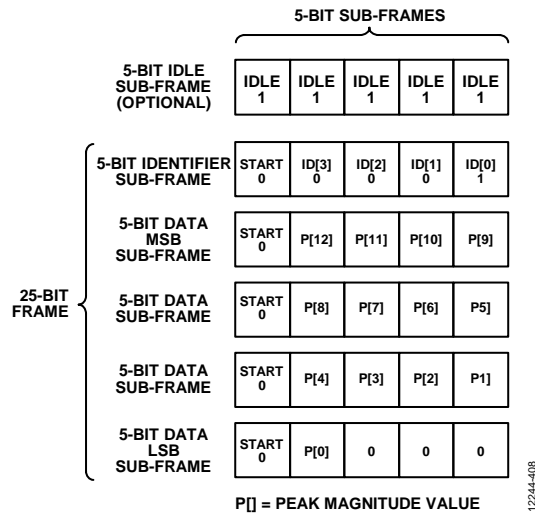 5-BIT SUB-FRAMES
5-BIT IDLE
SUB-FRAME
(OPTIONAL)
IDLE
1
IDLE
1
IDLE
1
IDLE
1
IDLE
1
25-BIT
FRAME
5-BIT IDENTIFIER
SUB-FRAME
START
0
ID[3]
0
ID[2]
0
ID[1]
0
ID[0]
1
5-BIT DATA
MSB
SUB-FRAME
START
0
P[12]
P[11]
P[10]
P[9]
5-BIT DATA
SUB-FRAME
START
0
P[8]
P[7]
P[6]
P5]
5-BIT DATA
SUB-FRAME
START
0
P[4]
P[3]
P[2]
P1]
5-BIT DATA
LSB
SUB-FRAME
START
0
P[0]
0
0
0
P[] = PEAK MAGNITUDE VALUE
12244-408